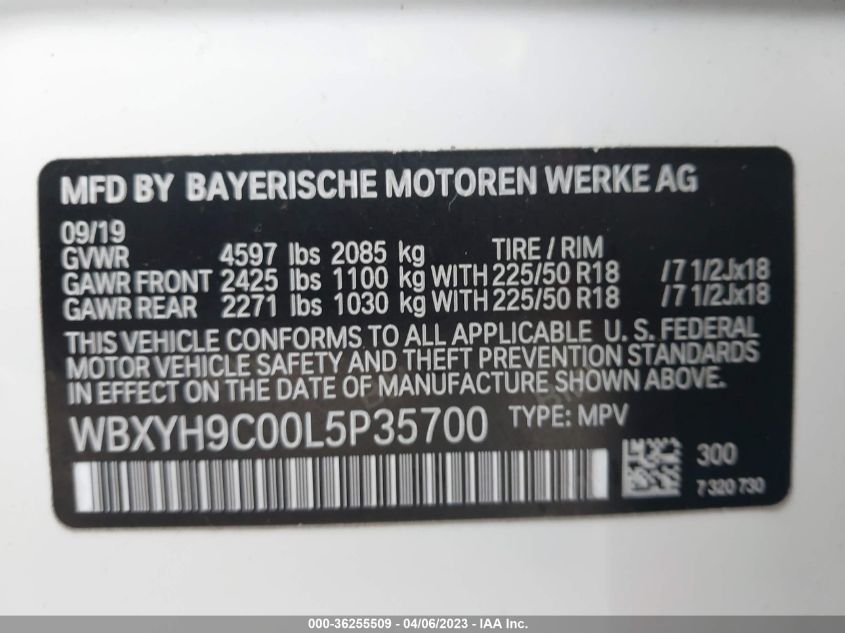 MFD BY BAYERISCHE MOTOREN WERKE AG
09/19
GVWR 4597 lbs 2085 kg TIRE / RIM
GAWR FRONT 2425 lbs 1100 kg WITH 225/50 R18 /7 1/2Jx18
GAWR REAR 2271 lbs 1030 kg WITH 225/50 R18 /7 1/2Jx18
THIS VEHICLE CONFORMS TO ALL APPLICABLE U. S. FEDERAL
MOTOR VEHICLE SAFETY AND THEFT PREVENTION STANDARDS
IN EFFECT ON THE DATE OF MANUFACTURE SHOWN ABOVE.
WBXYH9C00L5P35700 TYPE: MPV
300
7 320 730
000-36255509 - 04/06/2023 - IAA Inc.